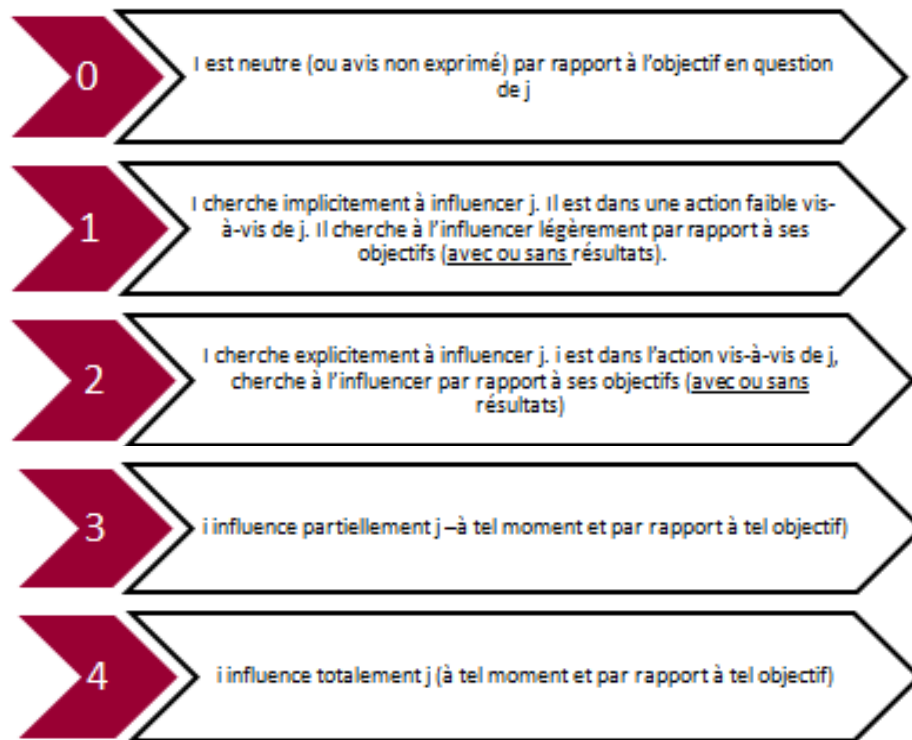 0
I est neutre (ou avis non exprimé) par rapport à l'objectif en question
de j
1
I cherche implicitement à influencer j. Il est dans une action faible vis-
à-vis de j. Il cherche à l'influencer légèrement par rapport à ses
objectifs (avec ou sans résultats).
2
I cherche explicitement à influencer j. i est dans l'action vis-à-vis de j,
cherche à l'influencer par rapport à ses objectifs (avec ou sans
résultats)
3
i influence partiellement j –à tel moment et par rapport à tel objectif)
4
i influence totalement j (à tel moment et par rapport à tel objectif)